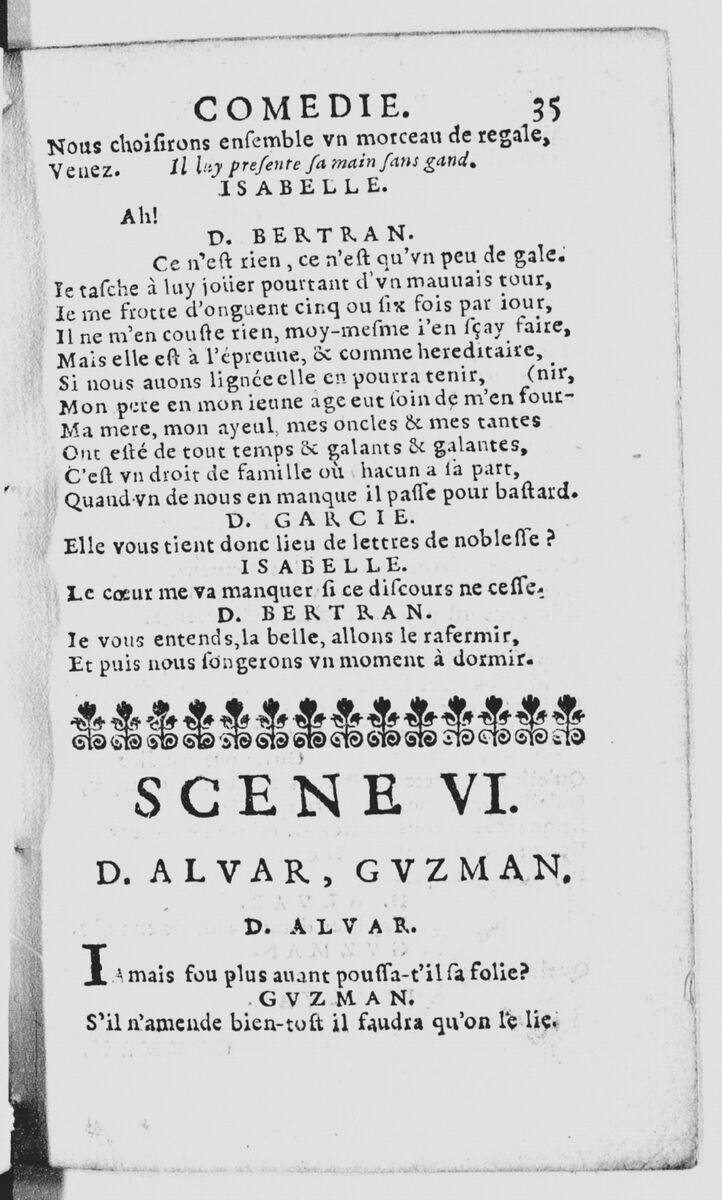 COMEDIE. 35
Nous choiſirons enſemble vn morceau de regale,
Venez. Il luy preſente ſa main ſans gand.
ISABELLE.
Ah!
D. BERTRAN.
Ce n'eſt rien, ce n'eſt qu'vn peu de gale.
Ie taſche à luy joüer pourtant d'vn mauuais tour,
Ie me frotte d'onguent cinq ou ſix fois par iour,
Il ne m'en couſte rien, moy-meſme i'en ſçay faire,
Mais elle eſt à l'épreuue, & comme hereditaire,
Si nous auons lignée elle en pourra tenir, (nir,
Mon pere en mon ieune âge eut ſoin de m'en four-
Ma mere, mon ayeul, mes oncles & mes tantes
Ont eſté de tout temps & galants & galantes,
C'eſt vn droit de famille où hacun a ſa part,
Quand vn de nous en manque il paſſe pour baſtard.
D. GARCIE.
Elle vous tient donc lieu de lettres de nobleſſe?
ISABELLE.
Le cœur me va manquer ſi ce diſcours ne ceſſe.
D. BERTRAN.
Ie vous entends, la belle, allons le rafermir,
Et puis nous ſongerons vn moment à dormir.
SCENE VI.
D. ALVAR, GVZMAN.
D. ALVAR.
IAmais fou plus auant pouſſa-t'il ſa folie?
GVZMAN.
S'il n'amende bien-toſt il faudra qu'on le lie.